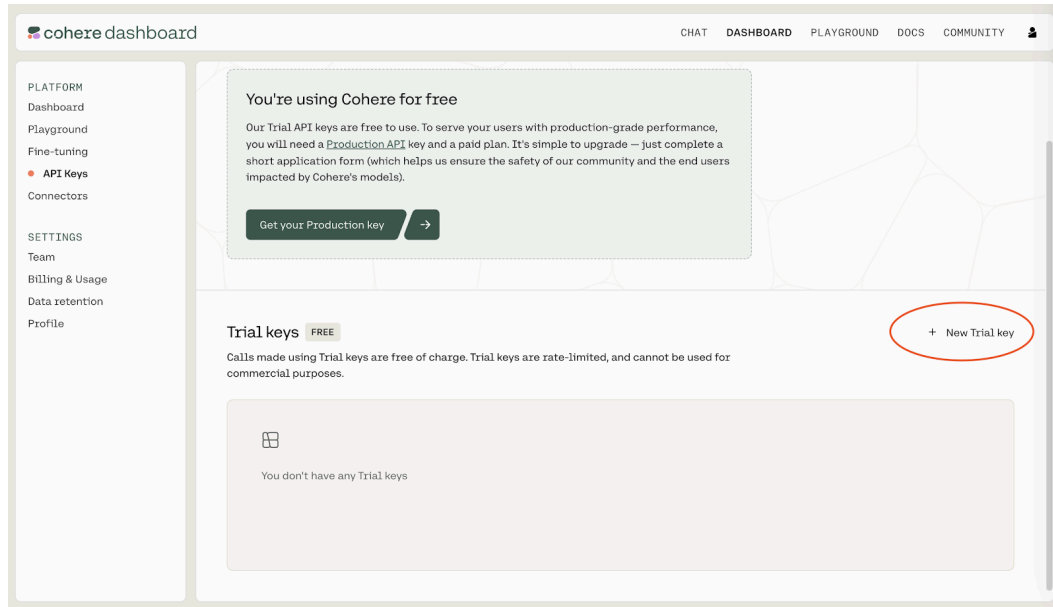 cohere dashboard
CHAT DASHBOARD PLAYGROUND DOCS COMMUNITY
PLATFORM
Dashboard
Playground
Fine-tuning
API Keys
Connectors
SETTINGS
Team
Billing & Usage
Data retention
Profile
You're using Cohere for free
Our Trial API keys are free to use. To serve your users with production-grade performance,
you will need a Production API key and a paid plan. It's simple to upgrade — just complete a
short application form (which helps us ensure the safety of our community and the end users
impacted by Cohere's models).
Get your Production key →
Trial keys FREE
+ New Trial key
Calls made using Trial keys are free of charge. Trial keys are rate-limited, and cannot be used for
commercial purposes.
You don't have any Trial keys